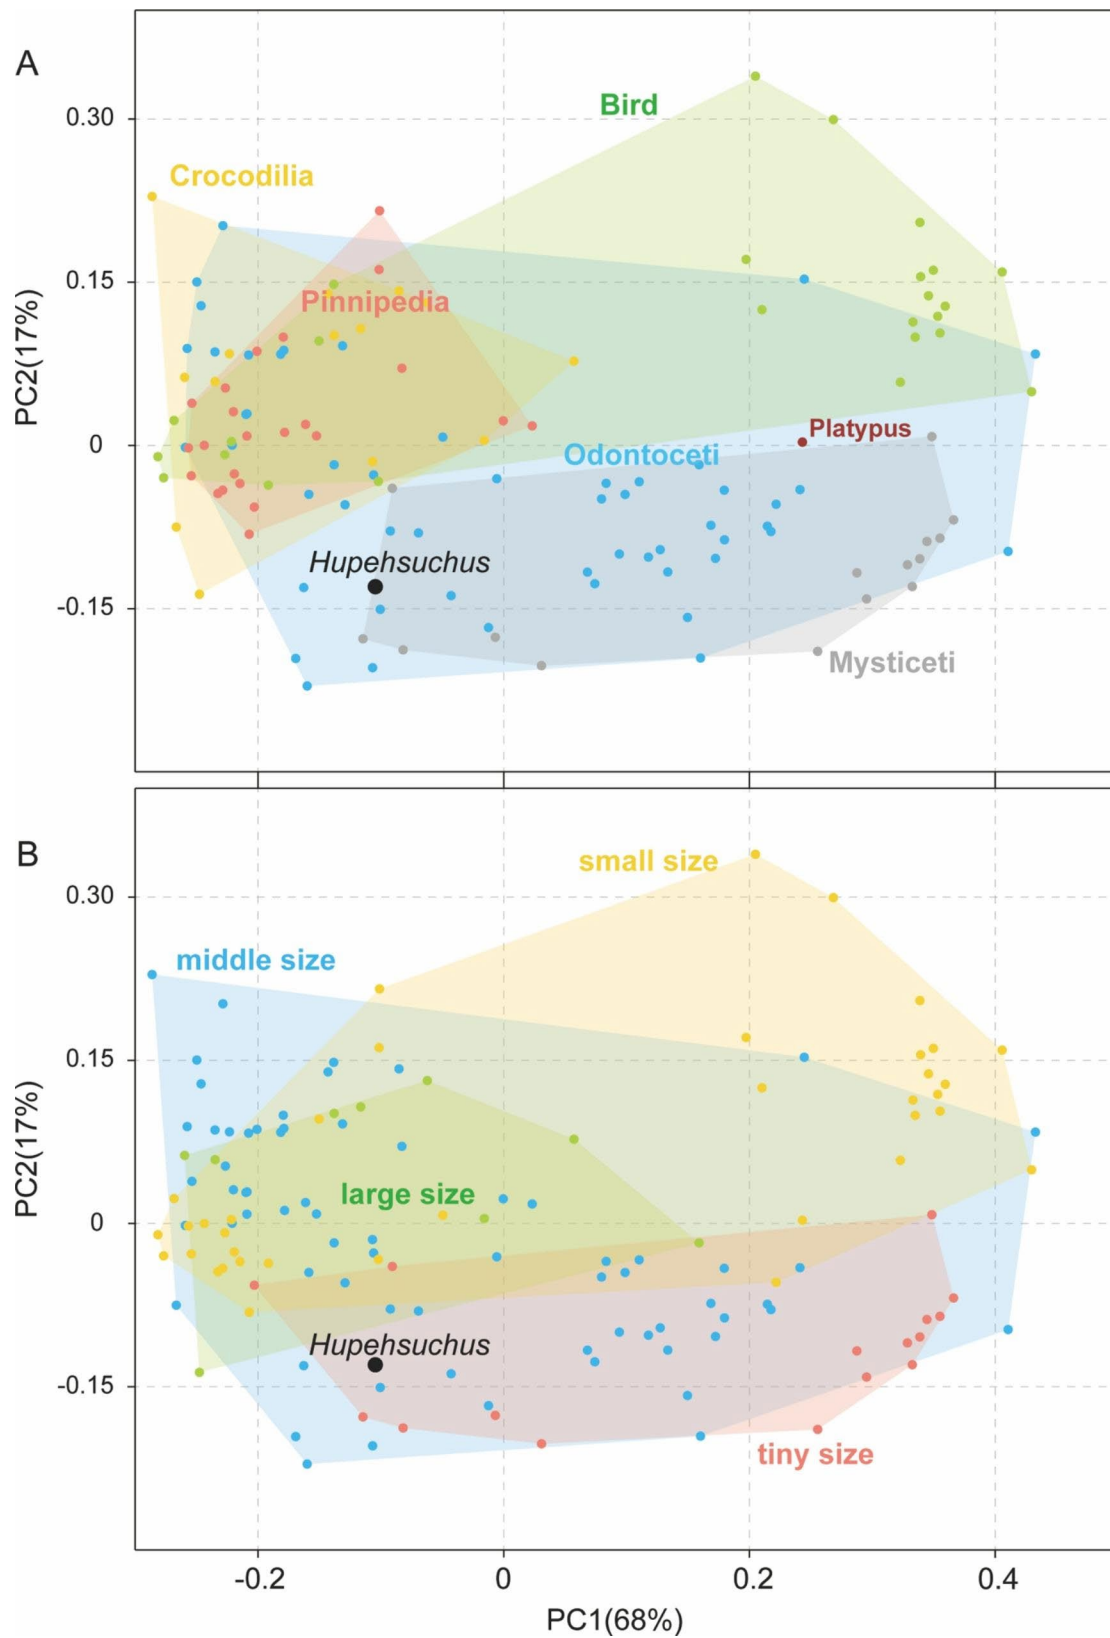 A
Bird
0.30
Crocodilia
0.15
Pinnipedia
PC2(17%)
0
Platypus
Odontoceti
Hupehsuchus
-0.15
Mysticeti
B
small size
0.30
middle size
0.15
large size
PC2(17%)
0
Hupehsuchus
-0.15
tiny size
-0.2 0 0.2 0.4
PC1(68%)